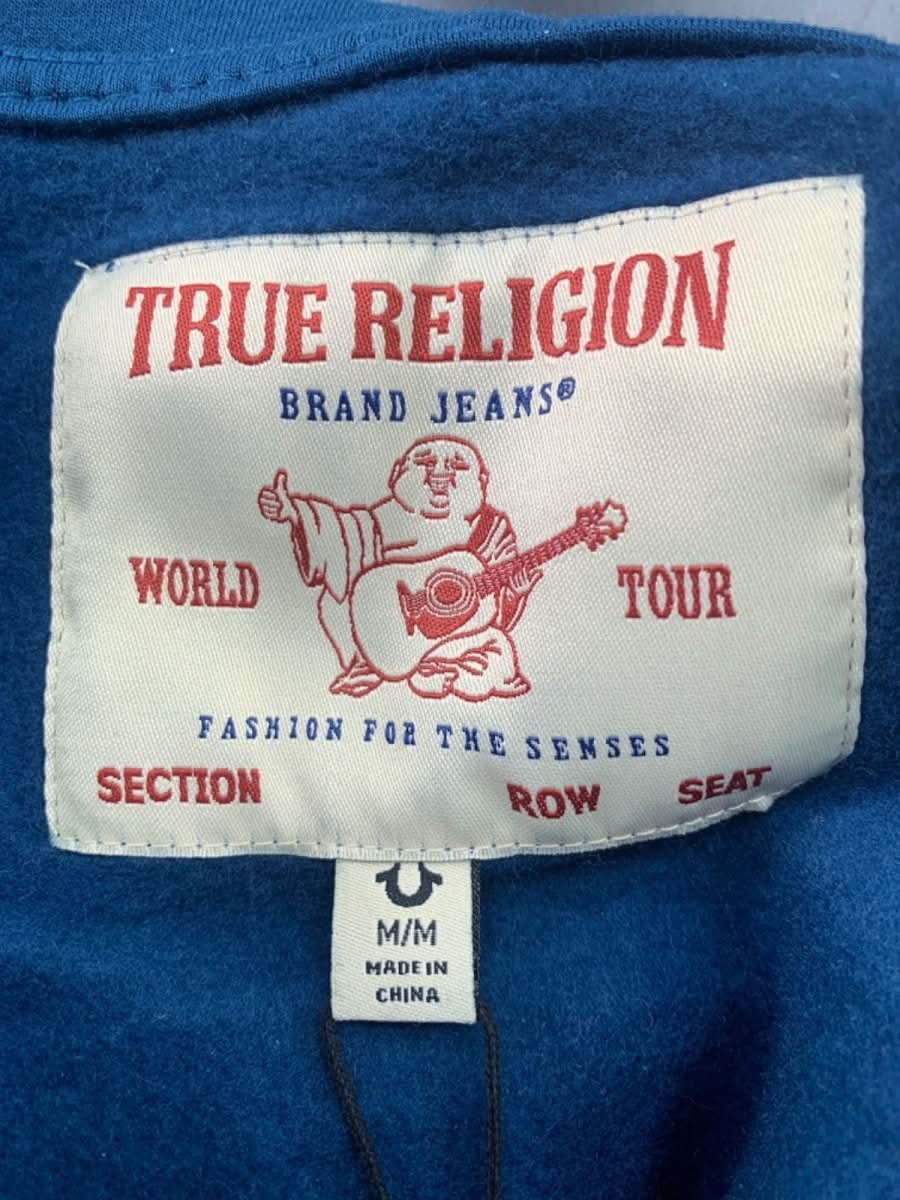 TRUE RELIGION
BRAND JEANS®
WORLD TOUR
FASHION FOR THE SENSES
SECTION ROW SEAT
M/M
MADE IN
CHINA